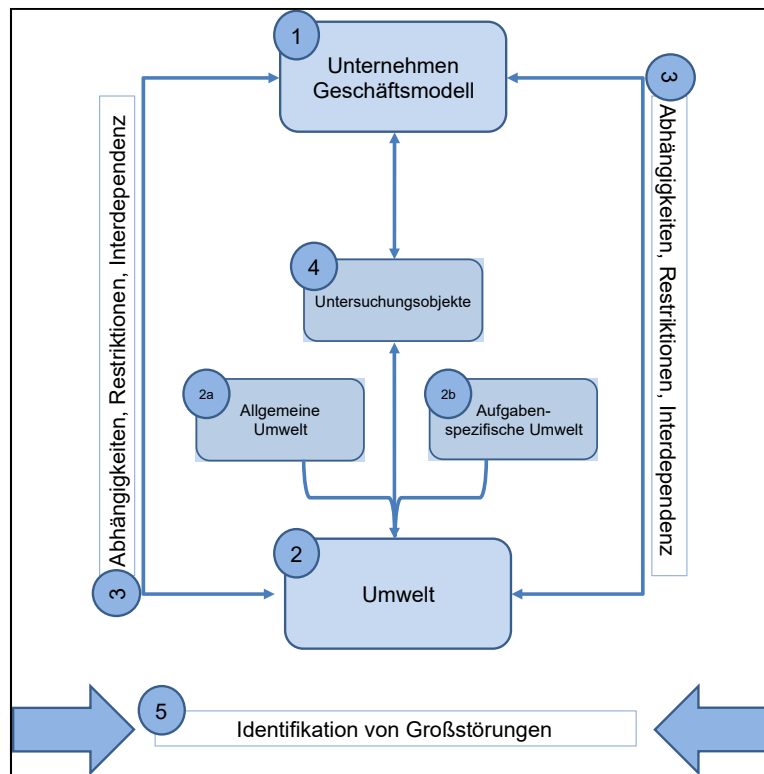 1
Unternehmen
Geschäftsmodell
3
Abhängigkeiten, Restriktionen, Interdependenz
3
Abhängigkeiten, Restriktionen, Interdependenz
4
Untersuchungsobjekte
2a
Allgemeine
Umwelt
2b
Aufgaben-
spezifische Umwelt
2
Umwelt
5
Identifikation von Großstörungen